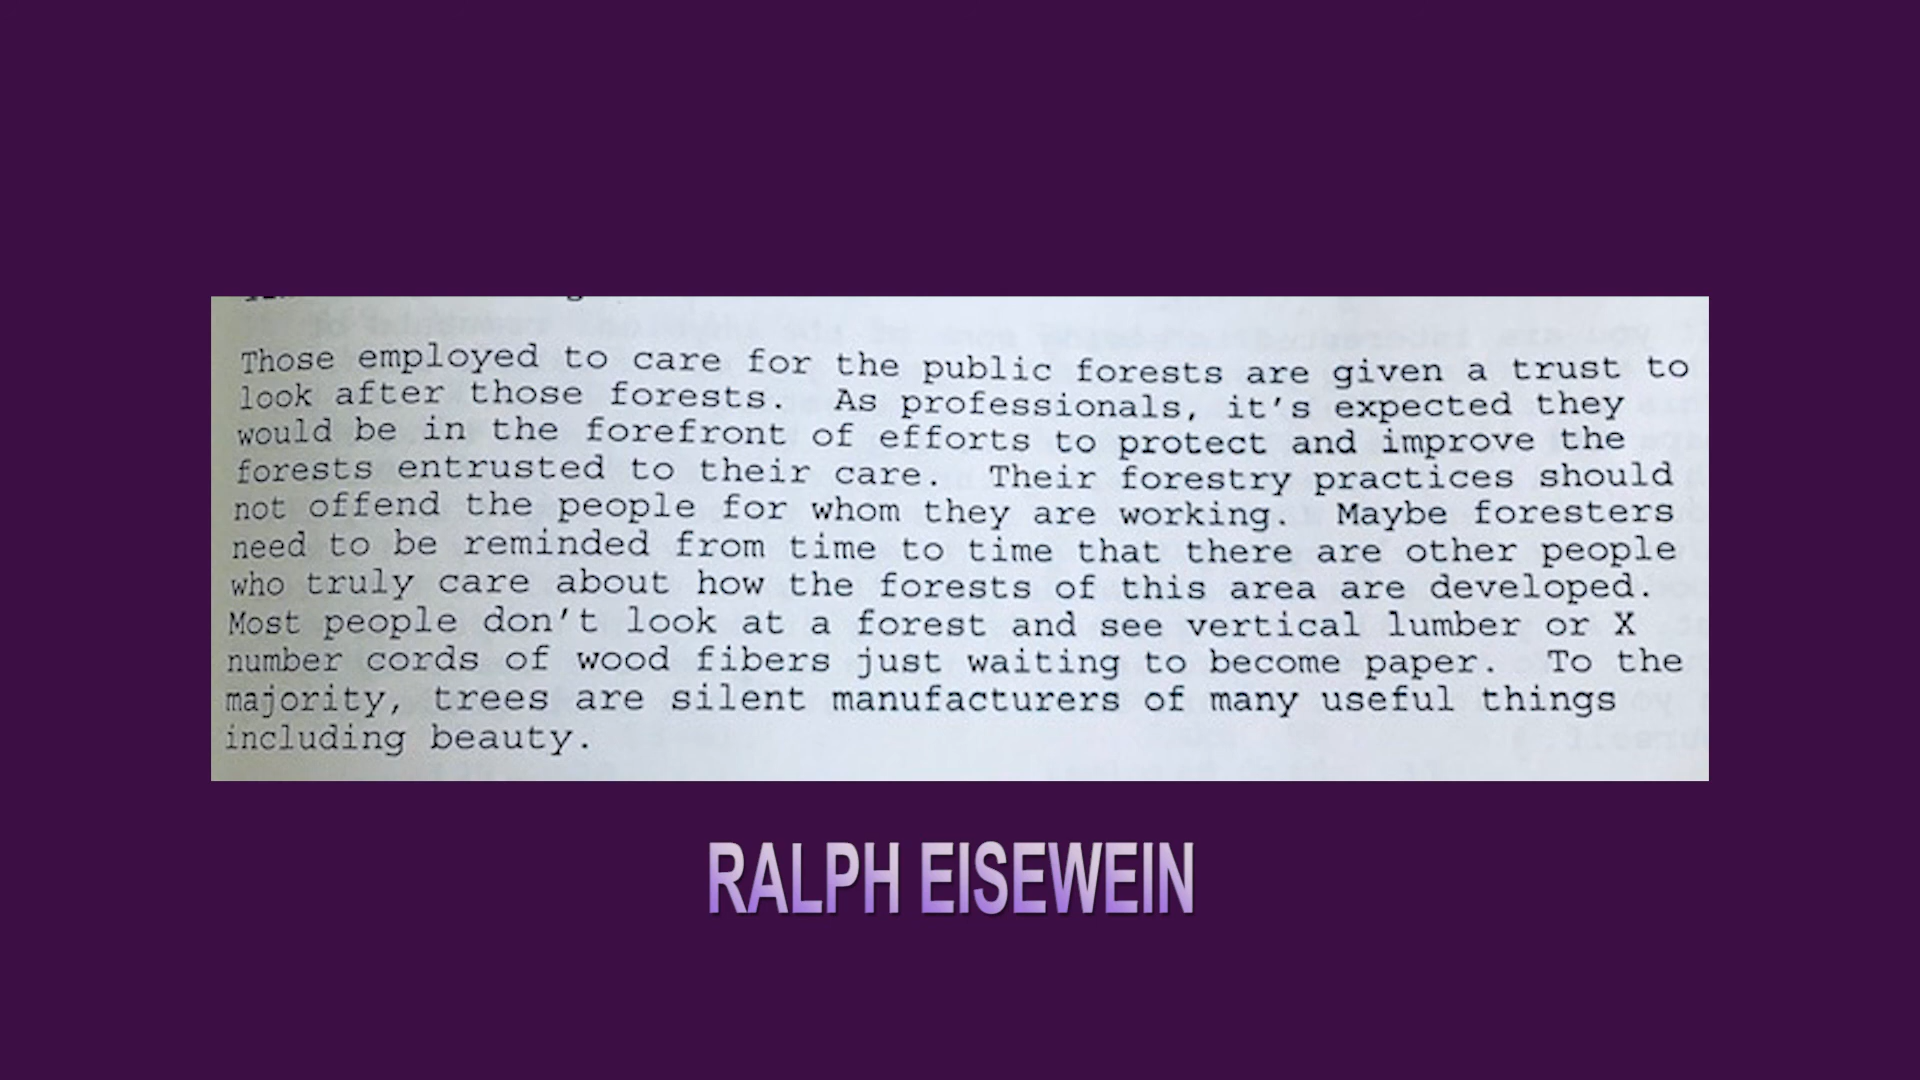 Those employed to care for the public forests are given a trust to
look after those forests.  As professionals, it's expected they
would be in the forefront of efforts to protect and improve the
forests entrusted to their care.  Their forestry practices should
not offend the people for whom they are working.  Maybe foresters
need to be reminded from time to time that there are other people
who truly care about how the forests of this area are developed.
Most people don't look at a forest and see vertical lumber or X
number cords of wood fibers just waiting to become paper.  To the
majority, trees are silent manufacturers of many useful things
including beauty.
RALPH EISEWEIN